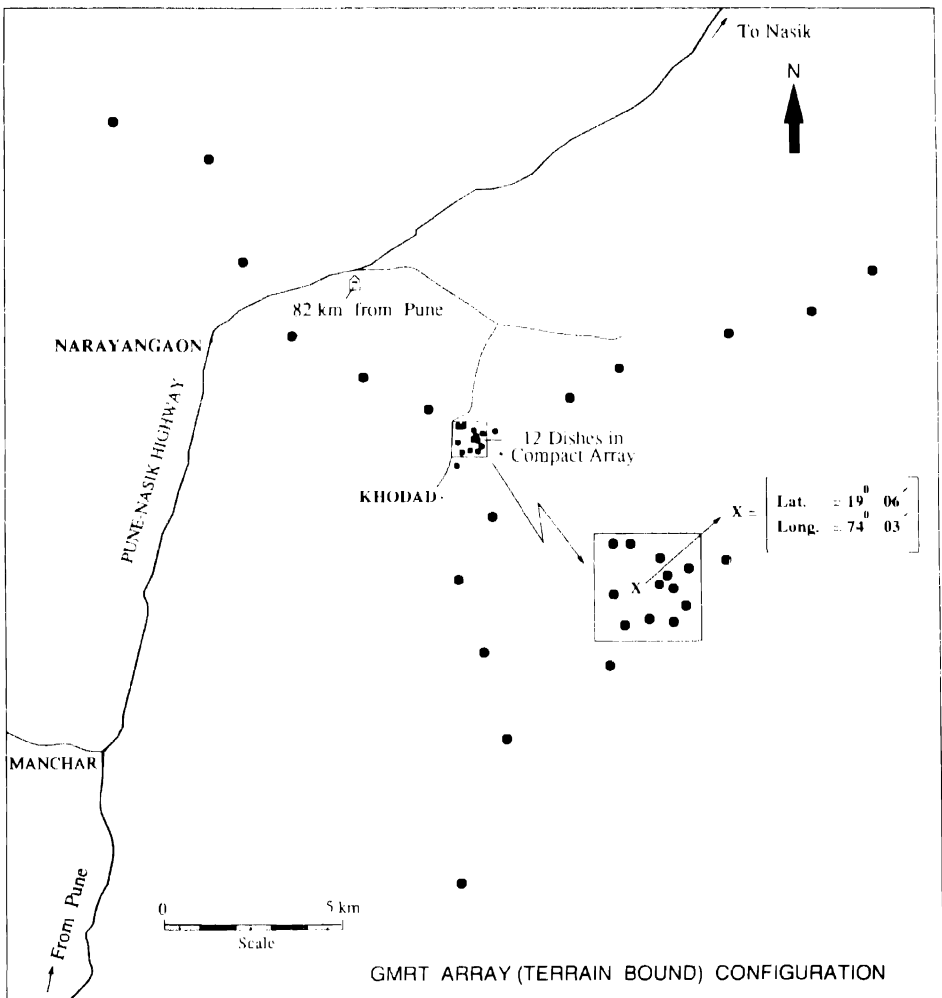 To Nasik
N
82 km from Pune
NARAYANGAON
PUNE-NASIK HIGHWAY
12 Dishes in
Compact Array
KHODAD
X = Lat. = 19° 06′
Long. = 74° 03′
X
MANCHAR
From Pune
0 5 km
Scale
GMRT ARRAY (TERRAIN BOUND) CONFIGURATION